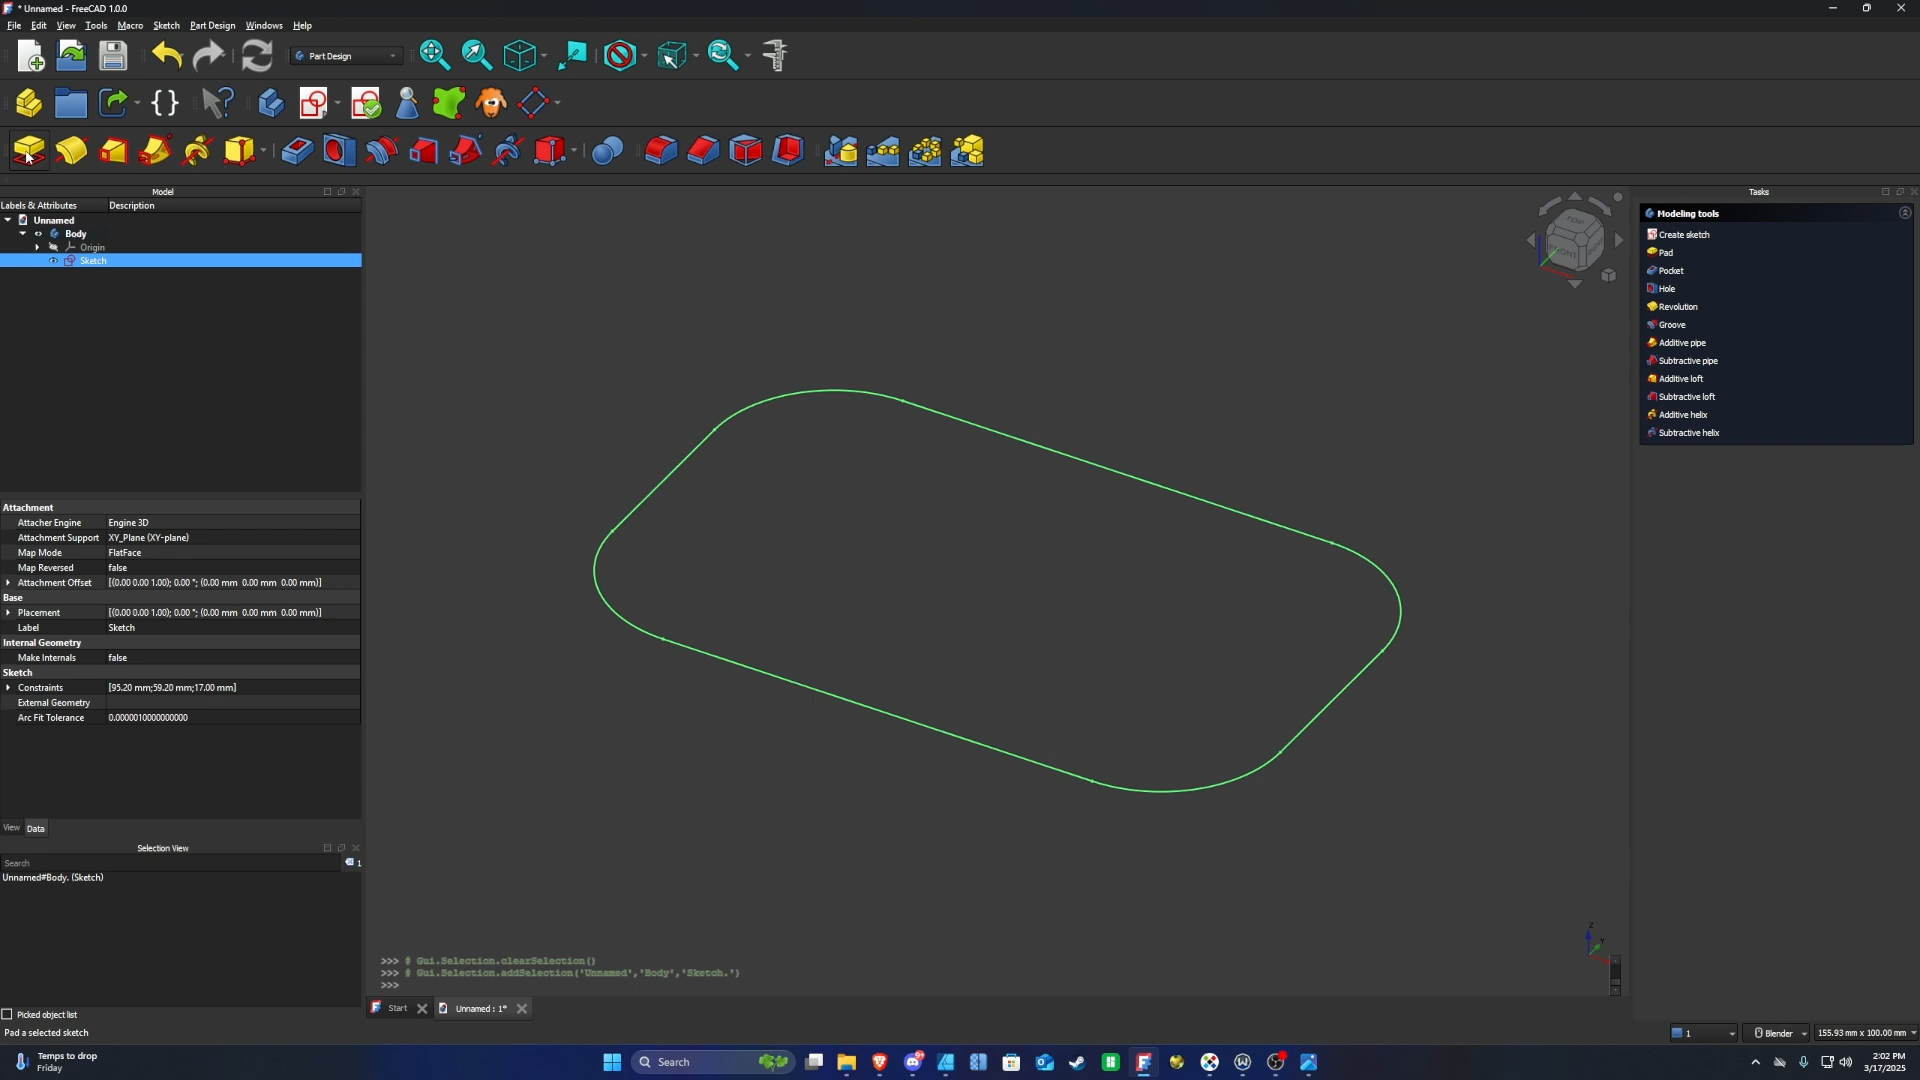 * Unnamed - FreeCAD 1.0.0
File Edit View Tools Macro Sketch Part Design Windows Help
Part Design
Model
Labels & Attributes Description
Unnamed
Body
Origin
Sketch
Attachment
Attacher Engine Engine 3D
Attachment Support XY_Plane (XY-plane)
Map Mode FlatFace
Map Reversed false
Attachment Offset [(0.00 0.00 1.00); 0.00 °; (0.00 mm 0.00 mm 0.00 mm)]
Base
Placement [(0.00 0.00 1.00); 0.00 °; (0.00 mm 0.00 mm 0.00 mm)]
Label Sketch
Internal Geometry
Make Internals false
Sketch
Constraints [95.20 mm;59.20 mm;17.00 mm]
External Geometry
Arc Fit Tolerance 0.0000010000000000
View Data
Selection View
Search 1
Unnamed#Body. (Sketch)
Picked object list
Pad a selected sketch
TOP
FRONT
>>> # Gui.Selection.clearSelection()
>>> # Gui.Selection.addSelection('Unnamed','Body','Sketch.')
>>>
Z
Y
Start Unnamed : 1*
Tasks
Modeling tools
Create sketch
Pad
Pocket
Hole
Revolution
Groove
Additive pipe
Subtractive pipe
Additive loft
Subtractive loft
Additive helix
Subtractive helix
1 Blender 155.93 mm x 100.00 mm
Temps to drop
Friday
Search
2:02 PM
3/17/2025